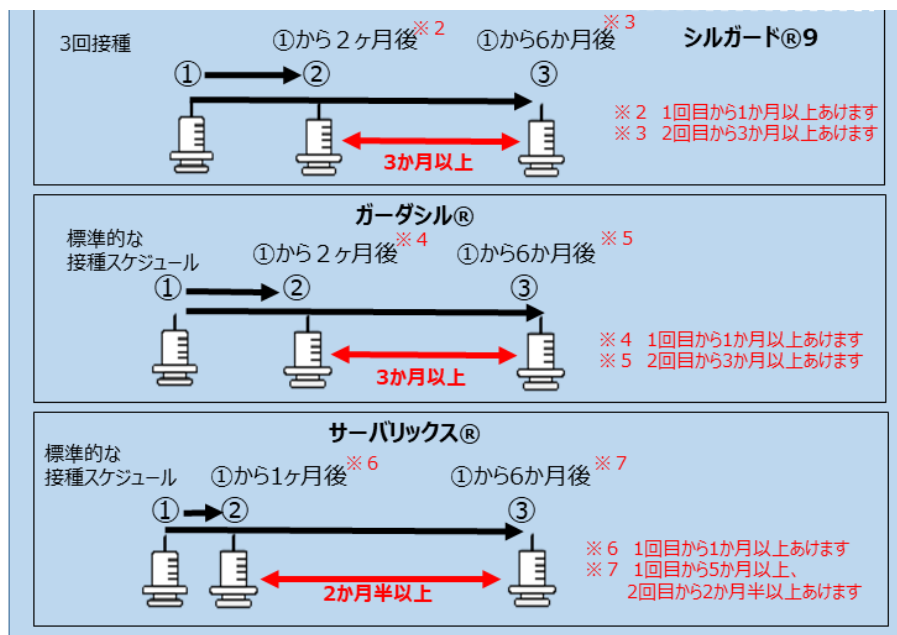 3回接種
①から２ヶ月後※２
①から6か月後※３
シルガード®9
① ② ③
※２ 1回目から1か月以上あけます
※３ 2回目から3か月以上あけます
3か月以上
ガーダシル®
標準的な
接種スケジュール
①から２ヶ月後※４
①から6か月後※５
① ② ③
※４ 1回目から1か月以上あけます
※５ 2回目から3か月以上あけます
3か月以上
サーバリックス®
標準的な
接種スケジュール
①から1ヶ月後※６
①から6か月後※７
① ② ③
※６ 1回目から1か月以上あけます
※７ 1回目から5か月以上、
2回目から2か月半以上あけます
2か月半以上